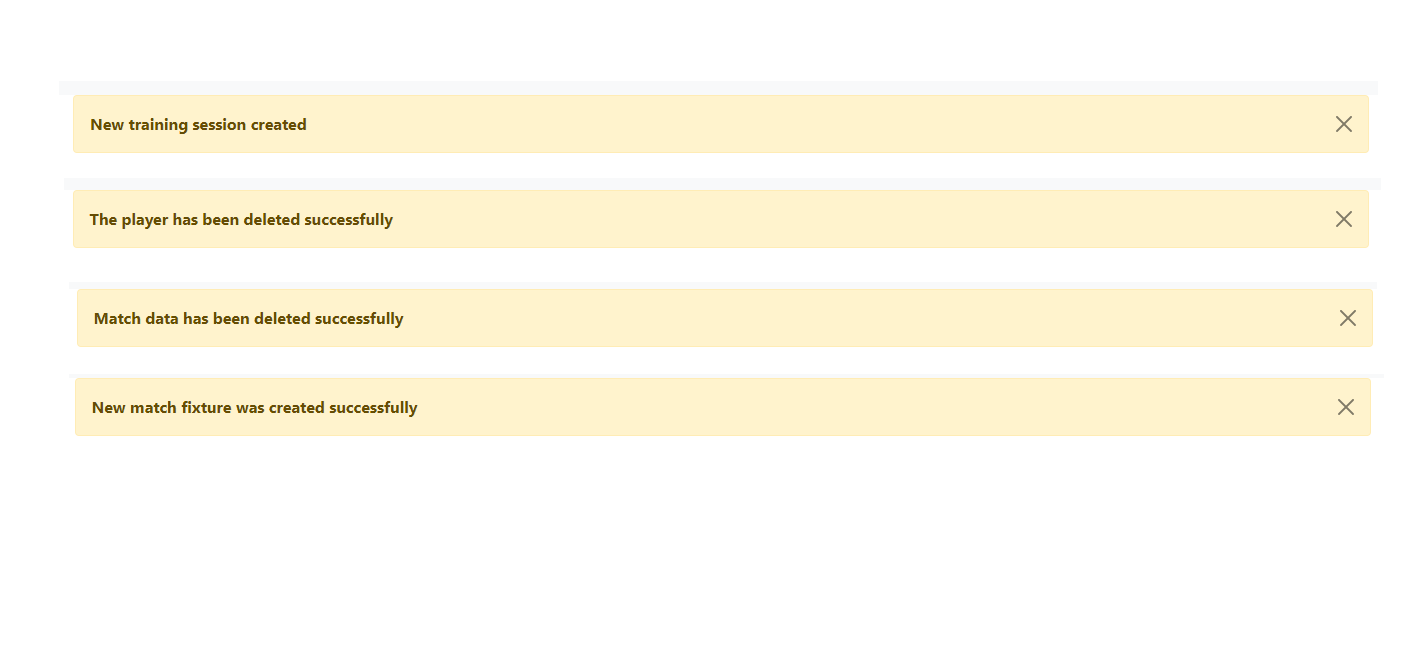 New training session created
The player has been deleted successfully
Match data has been deleted successfully
New match fixture was created successfully